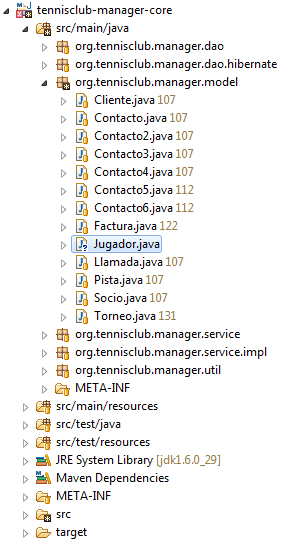 tennisclub-manager-core
src/main/java
org.tennisclub.manager.dao
org.tennisclub.manager.dao.hibernate
org.tennisclub.manager.model
Cliente.java 107
Contacto.java 107
Contacto2.java 107
Contacto3.java 107
Contacto4.java 107
Contacto5.java 112
Contacto6.java 112
Factura.java 122
Jugador.java
Llamada.java 107
Pista.java 107
Socio.java 107
Torneo.java 131
org.tennisclub.manager.service
org.tennisclub.manager.service.impl
org.tennisclub.manager.util
META-INF
src/main/resources
src/test/java
src/test/resources
JRE System Library [jdk1.6.0_29]
Maven Dependencies
META-INF
src
target